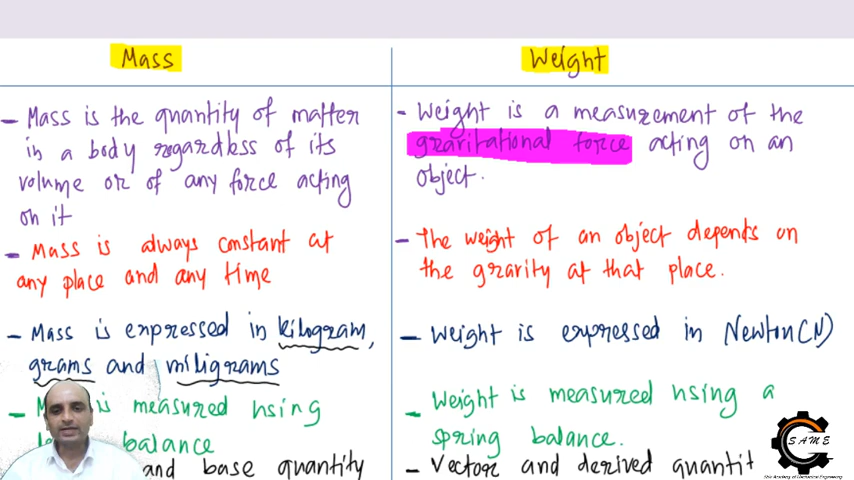 Mass
Weight
- Mass is the quantity of matter
in a body regardless of its
volume or of any force acting
on it
- Mass is always constant at
any place and any time
- Mass is expressed in kilogram,
grams and miligrams
is measured using
balance
and base quantity
- Weight is a measurement of the
gravitational force acting on an
object.
- The weight of an object depends on
the gravity at that place.
- Weight is expressed in Newton(N)
- Weight is measured using a
spring balance.
- Vector and derived quantit
SAME